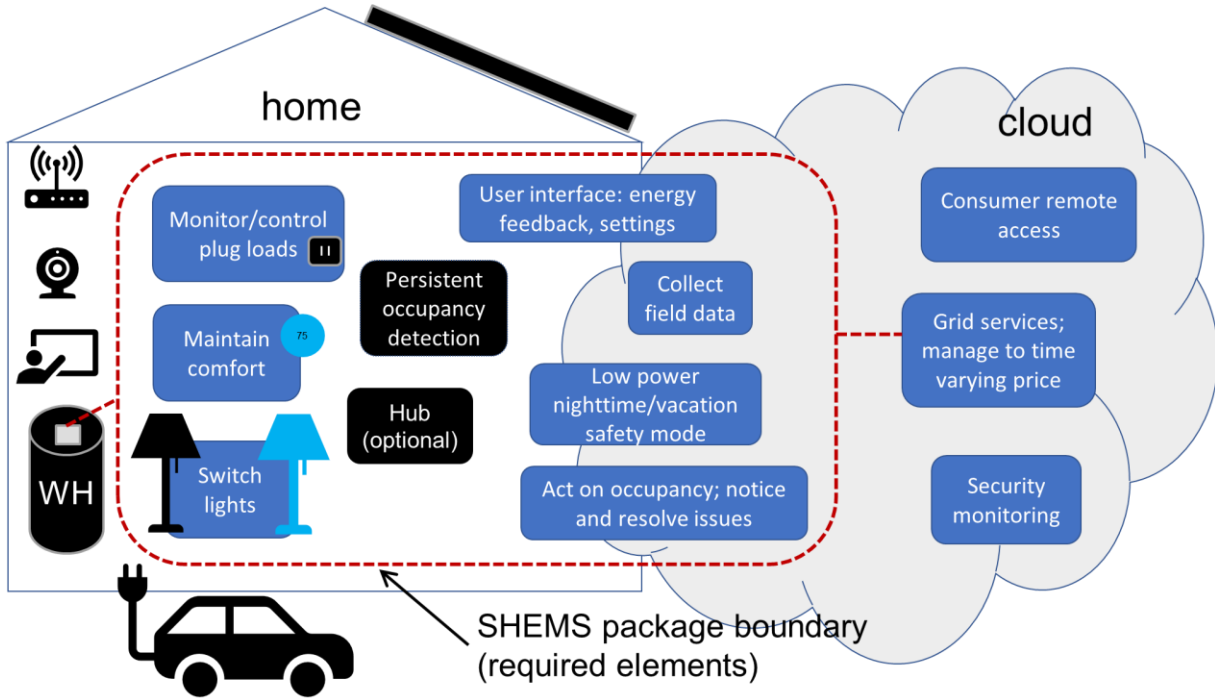 home
cloud
Monitor/control
plug loads
User interface: energy
feedback, settings
Consumer remote
access
Persistent
occupancy
detection
Collect
field data
Maintain
comfort
75
Grid services;
manage to time
varying price
Low power
nighttime/vacation
safety mode
Hub
(optional)
WH
Switch
lights
Act on occupancy; notice
and resolve issues
Security
monitoring
SHEMS package boundary
(required elements)